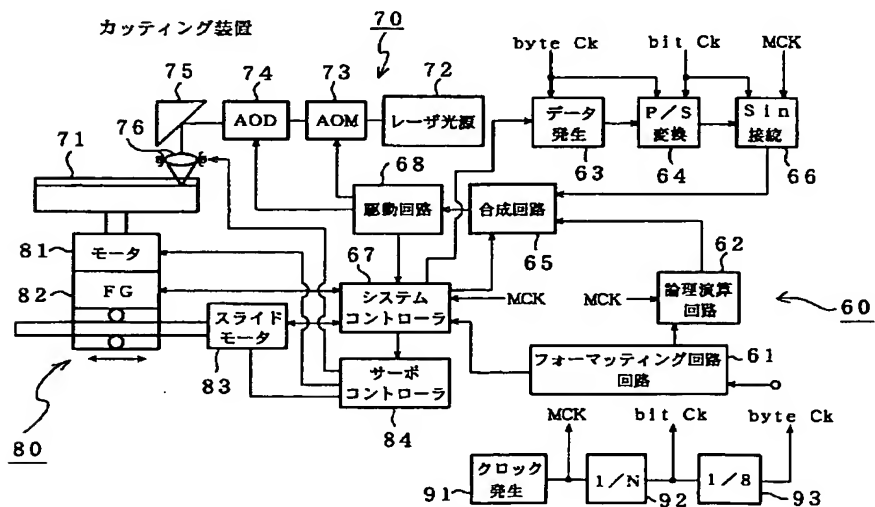 カッティング装置
70
byte Ck
bit Ck
MCK
75
74
73
72
AOD
AOM
レーザ光源
データ
発生
P/S
変換
Sin
接続
76
71
68
63
64
66
駆動回路
合成回路
65
62
81
モータ
67
論理演算
回路
82
FG
システム
コントローラ
MCK
MCK
60
スライド
モータ
61
フォーマッティング回路
回路
83
サーボ
コントローラ
84
80
MCK
bit Ck
byte Ck
91
クロック
発生
1/N
92
1/8
93